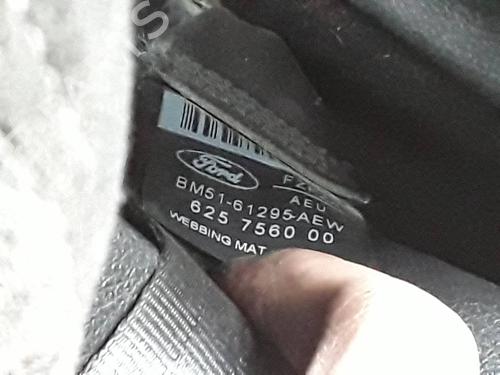 Ford
AEU
BM51-61295-AEW
625 7560 00
WEBBING MAT